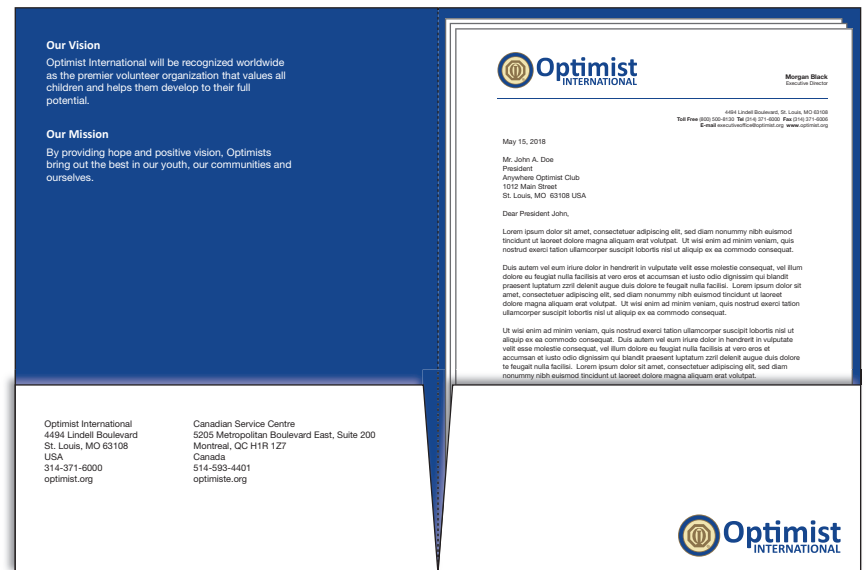 Our Vision
Optimist International will be recognized worldwide
as the premier volunteer organization that values all
children and helps them develop to their full
potential.
Our Mission
By providing hope and positive vision, Optimists
bring out the best in our youth, our communities and
ourselves.
Optimist International
4494 Lindell Boulevard
St. Louis, MO 63108
USA
314-371-6000
optimist.org
Canadian Service Centre
5205 Metropolitan Boulevard East, Suite 200
Montreal, QC H1R 1Z7
Canada
514-593-4401
optimiste.org
Optimist
INTERNATIONAL
Morgan Black
Executive Director
4494 Lindell Boulevard, St. Louis, MO 63108
Toll Free (800) 500-8130 Tel (314) 371-6000 Fax (314) 371-6006
E-mail executiveoffice@optimist.org www.optimist.org
May 15, 2018
Mr. John A. Doe
President
Anywhere Optimist Club
1012 Main Street
St. Louis, MO 63108 USA
Dear President John,
Lorem ipsum dolor sit amet, consectetuer adipiscing elit, sed diam nonummy nibh euismod
tincidunt ut laoreet dolore magna aliquam erat volutpat. Ut wisi enim ad minim veniam, quis
nostrud exerci tation ullamcorper suscipit lobortis nisl ut aliquip ex ea commodo consequat.
Duis autem vel eum iriure dolor in hendrerit in vulputate velit esse molestie consequat, vel illum
dolore eu feugiat nulla facilisis at vero eros et accumsan et iusto odio dignissim qui blandit
praesent luptatum zzril delenit augue duis dolore te feugait nulla facilisi. Lorem ipsum dolor sit
amet, consectetuer adipiscing elit, sed diam nonummy nibh euismod tincidunt ut laoreet
dolore magna aliquam erat volutpat. Ut wisi enim ad minim veniam, quis nostrud exerci tation
ullamcorper suscipit lobortis nisl ut aliquip ex ea commodo consequat.
Ut wisi enim ad minim veniam, quis nostrud exerci tation ullamcorper suscipit lobortis nisl ut
aliquip ex ea commodo consequat. Duis autem vel eum iriure dolor in hendrerit in vulputate
velit esse molestie consequat, vel illum dolore eu feugiat nulla facilisis at vero eros et
accumsan et iusto odio dignissim qui blandit praesent luptatum zzril delenit augue duis dolore
te feugait nulla facilisi. Lorem ipsum dolor sit amet, consectetuer adipiscing elit, sed diam
nonummy nibh euismod tincidunt ut laoreet dolore magna aliquam erat volutpat.
Optimist
INTERNATIONAL